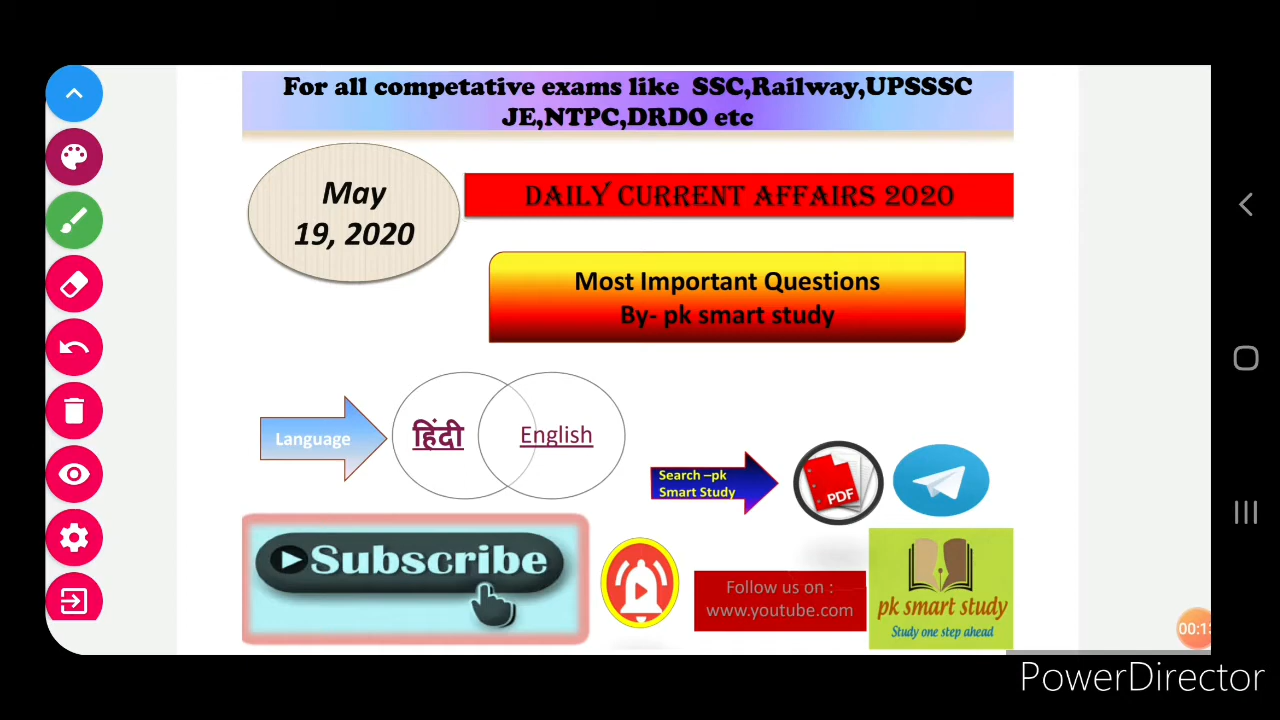 For all competative exams like SSC,Railway,UPSSSC
JE,NTPC,DRDO etc
May
19, 2020
DAILY CURRENT AFFAIRS 2020
Most Important Questions
By- pk smart study
Language
हिंदी
English
Search –pk
Smart Study
PDF
Subscribe
Follow us on :
www.youtube.com
pk smart study
Study one step ahead
PowerDirector